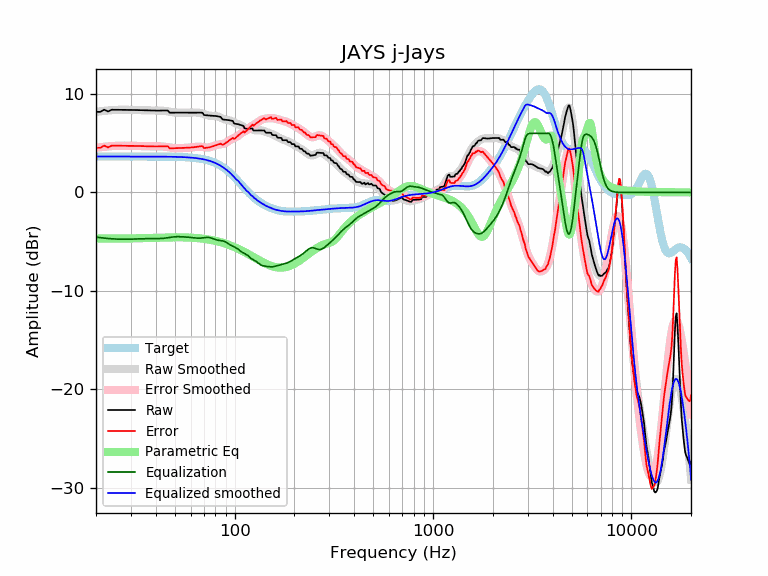 JAYS j-Jays
Amplitude (dBr)
10
0
−10
−20
−30
Target
Raw Smoothed
Error Smoothed
Raw
Error
Parametric Eq
Equalization
Equalized smoothed
100
1000
10000
Frequency (Hz)